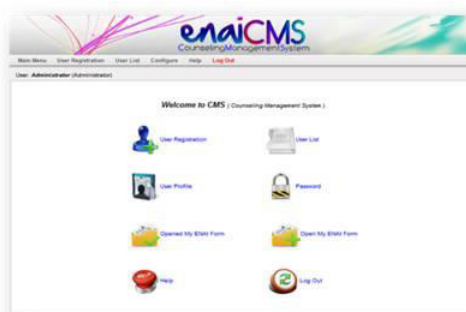 enaiCMS
CounselingManagementSystem
Main Menu User Registration User List Configure Help Log Out
User: Administrator (Administrator)
Welcome to CMS ( Counseling Management System )
User Registration User List
User Profile Password
Opened My ENAI Form Open My ENAI Form
Help Log Out